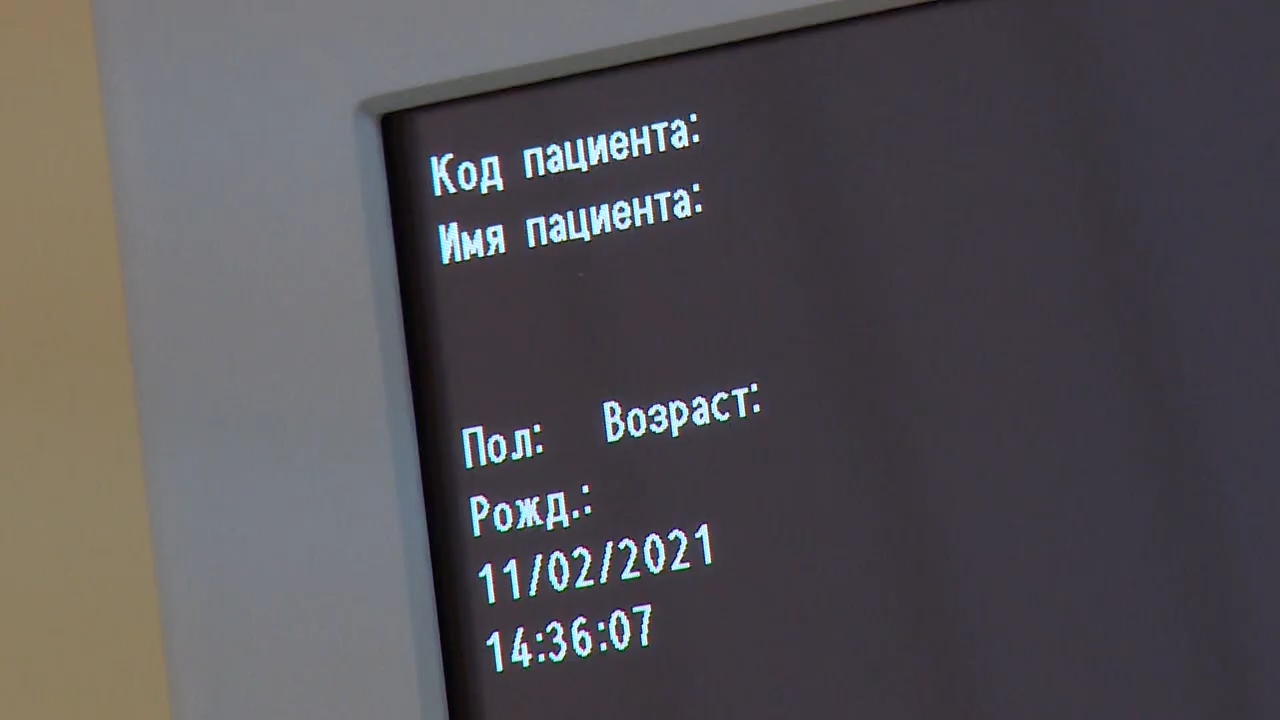 Код пациента:
Имя пациента:
Пол: Возраст:
Рожд.:
11/02/2021
14:36:07